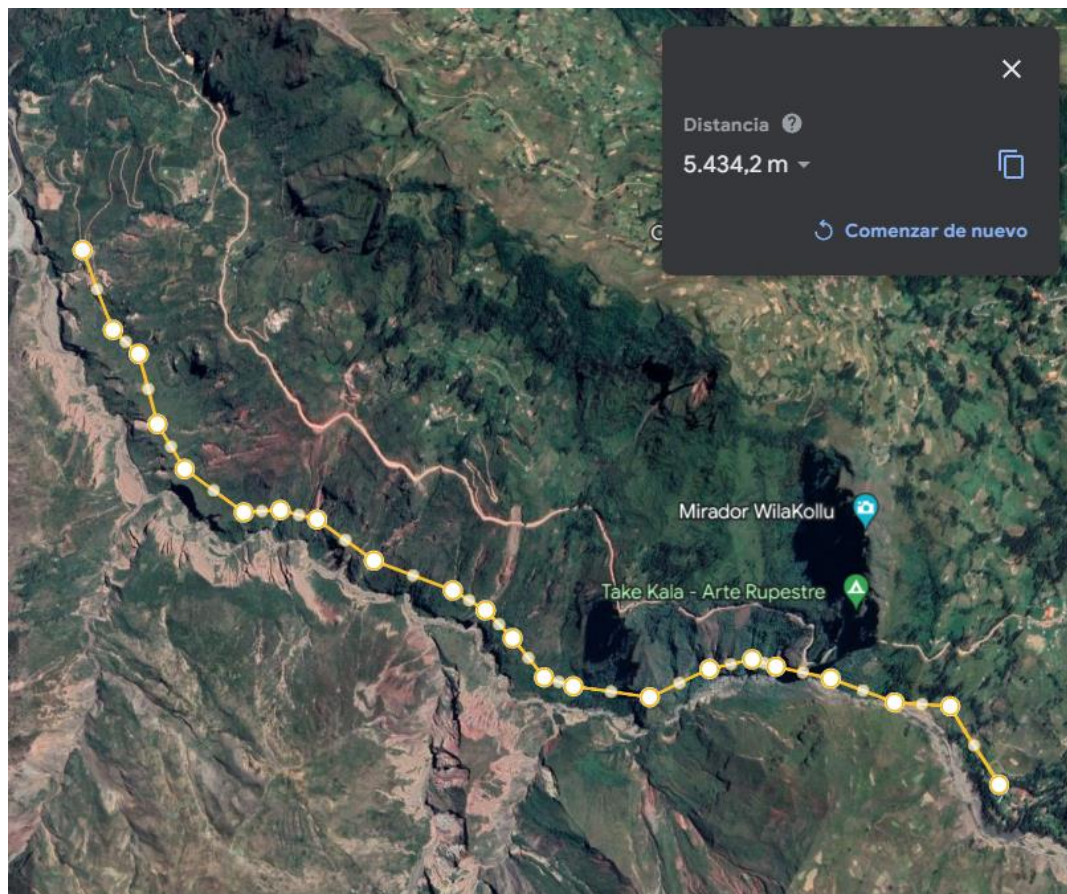 Distancia
5.434,2 m
Comenzar de nuevo
Mirador WilaKollu
Take Kala - Arte Rupestre